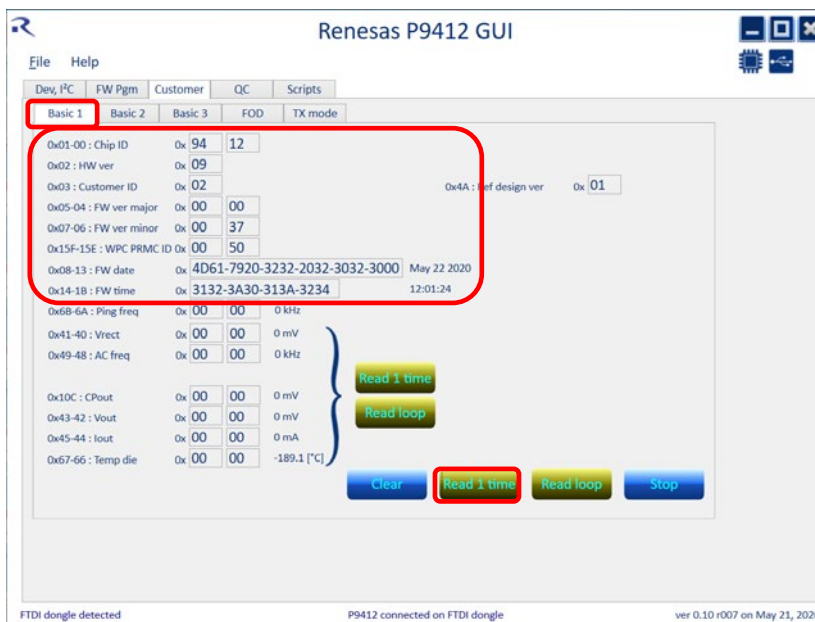 Renesas P9412 GUI
File Help
Dev, I²C FW Pgm Customer QC Scripts
Basic 1 Basic 2 Basic 3 FOD TX mode
0x01-00 : Chip ID 0x 94 12
0x02 : HW ver 0x 09
0x03 : Customer ID 0x 02 0x4A : Ref design ver 0x 01
0x05-04 : FW ver major 0x 00 00
0x07-06 : FW ver minor 0x 00 37
0x15F-15E : WPC PRMC ID 0x 00 50
0x08-13 : FW date 0x 4D61-7920-3232-2032-3032-3000 May 22 2020
0x14-1B : FW time 0x 3132-3A30-313A-3234 12:01:24
0x6B-6A : Ping freq 0x 00 00 0 kHz
0x41-40 : Vrect 0x 00 00 0 mV
0x49-48 : AC freq 0x 00 00 0 kHz
Read 1 time
0x10C : CPout 0x 00 00 0 mV
Read loop
0x43-42 : Vout 0x 00 00 0 mV
0x45-44 : Iout 0x 00 00 0 mA
0x67-66 : Temp die 0x 00 00 -189.1 [°C]
Clear Read 1 time Read loop Stop
FTDI dongle detected P9412 connected on FTDI dongle ver 0.10 r007 on May 21, 202